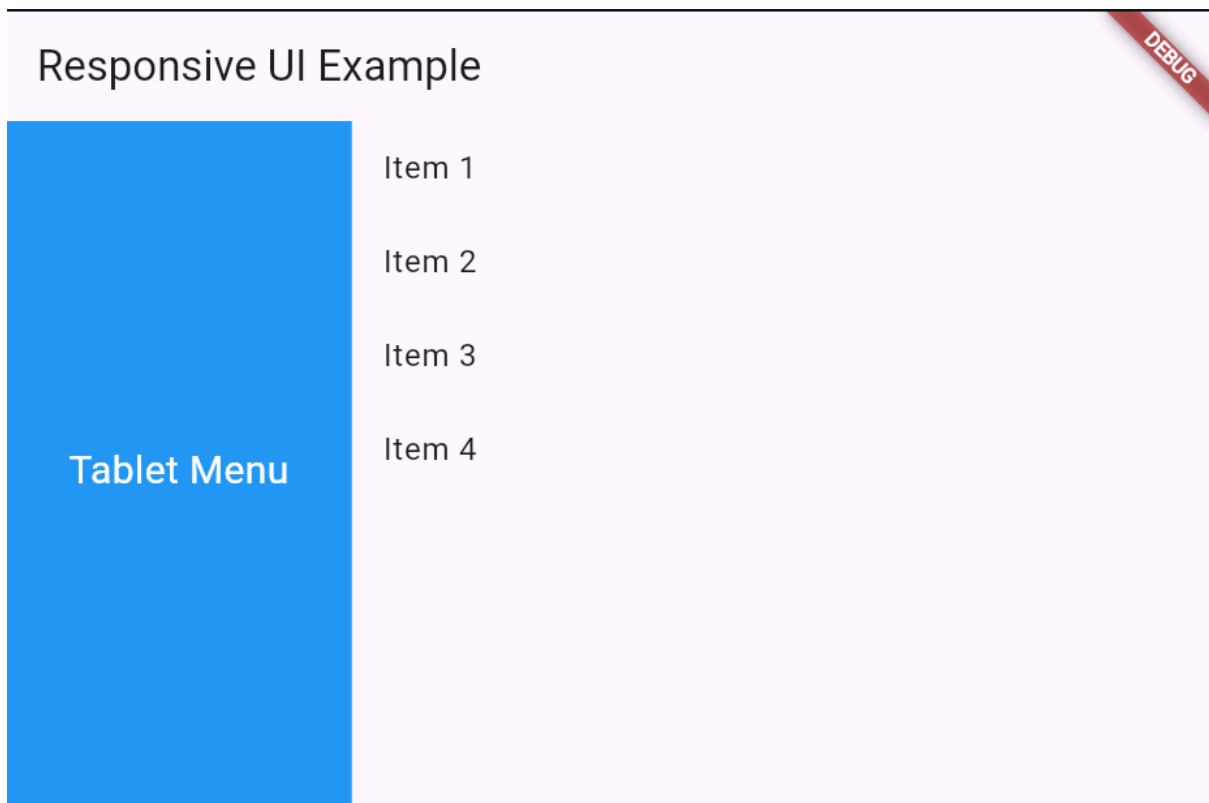 Responsive UI Example
DEBUG
Tablet Menu
Item 1
Item 2
Item 3
Item 4